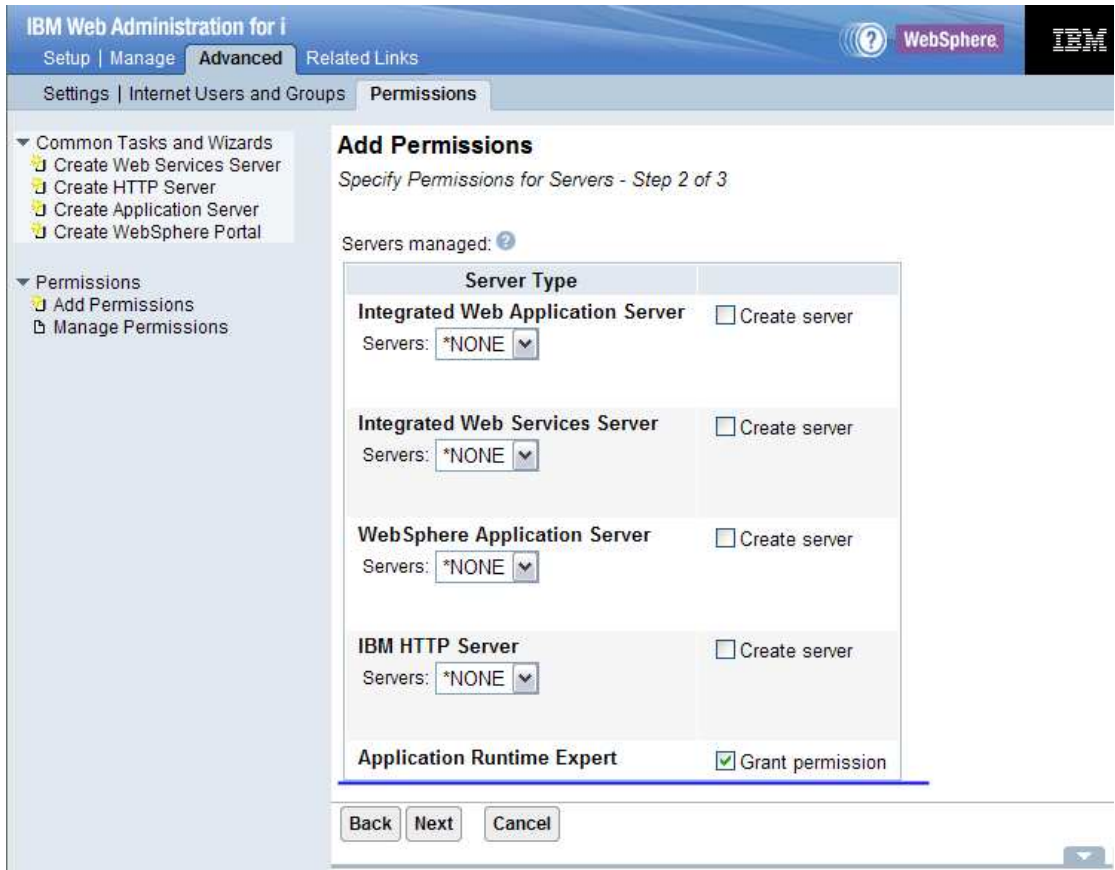 IBM Web Administration for i
WebSphere.
IBM
Setup | Manage Advanced Related Links
Settings | Internet Users and Groups Permissions
Common Tasks and Wizards
Create Web Services Server
Create HTTP Server
Create Application Server
Create WebSphere Portal
Permissions
Add Permissions
Manage Permissions
Add Permissions
Specify Permissions for Servers - Step 2 of 3
Servers managed: ?
Server Type
Integrated Web Application Server
Create server
Servers: *NONE
Integrated Web Services Server
Create server
Servers: *NONE
WebSphere Application Server
Create server
Servers: *NONE
IBM HTTP Server
Create server
Servers: *NONE
Application Runtime Expert
Grant permission
Back Next Cancel